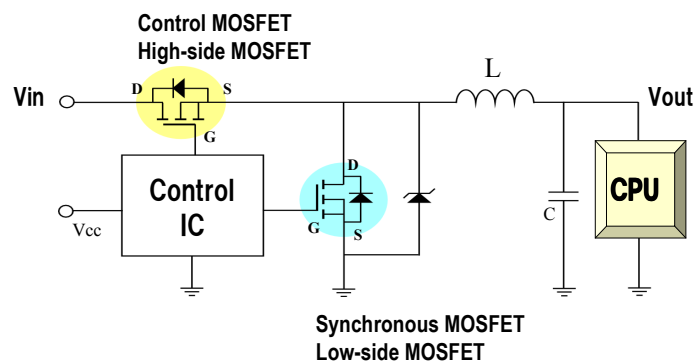 Control MOSFET
High-side MOSFET
L
Vin
D
S
Vout
G
Control
IC
D
CPU
Vcc
G
S
C
Synchronous MOSFET
Low-side MOSFET